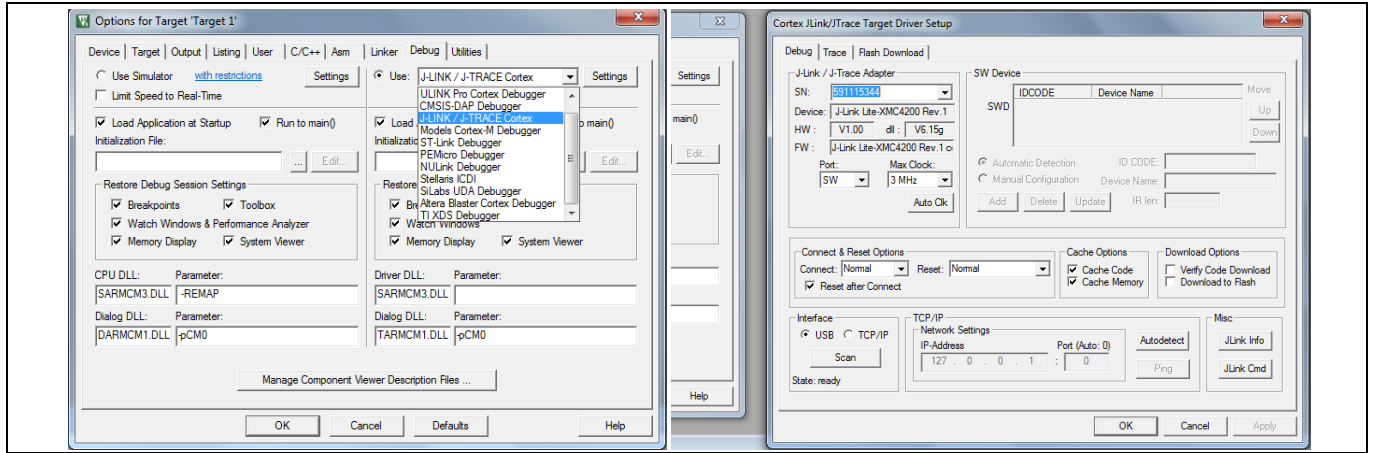 Options for Target 'Target 1'
Device Target Output Listing User C/C++ Asm Linker Debug Utilities
Use Simulator with restrictions Settings
Limit Speed to Real-Time
Load Application at Startup Run to main()
Initialization File:
... Edit...
Restore Debug Session Settings
Breakpoints Toolbox
Watch Windows & Performance Analyzer
Memory Display System Viewer
CPU DLL: Parameter:
SARMCM3.DLL -REMAP
Dialog DLL: Parameter:
DARMCM1.DLL -pCM0
Use: J-LINK / J-TRACE Cortex Settings
ULINK Pro Cortex Debugger
CMSIS-DAP Debugger
J-LINK / J-TRACE Cortex
Models Cortex-M Debugger
ST-Link Debugger
PEMicro Debugger
NULink Debugger
Stellaris ICDI
SiLabs UDA Debugger
Altera Blaster Cortex Debugger
TI XDS Debugger
Load
main()
Edit...
Watch Windows
Memory Display System Viewer
Driver DLL: Parameter:
SARMCM3.DLL
Dialog DLL: Parameter:
TARMCM1.DLL -pCM0
Manage Component Viewer Description Files ...
OK Cancel Defaults Help
Settings
main()
Edit...
Help
Cortex JLink/JTrace Target Driver Setup
Debug Trace Flash Download
J-Link / J-Trace Adapter
SN: 591115344
Device: J-Link Lite-XMC4200 Rev.1
HW : V1.00 dll : V6.15g
FW : J-Link Lite-XMC4200 Rev.1
Port: Max Clock:
SW 3 MHz
Auto Clk
SW Device
IDCODE Device Name Move
SWD
Up
Down
Automatic Detection ID CODE:
Manual Configuration Device Name:
Add Delete Update IR len:
Connect & Reset Options
Connect: Normal Reset: Normal
Reset after Connect
Cache Options
Cache Code
Cache Memory
Download Options
Verify Code Download
Download to Flash
Interface
USB TCP/IP
Scan
State: ready
TCP/IP
Network Settings
IP-Address Port (Auto: 0)
127 . 0 . 0 . 1 : 0
Autodetect
Ping
Misc
JLink Info
JLink Cmd
OK Cancel Apply